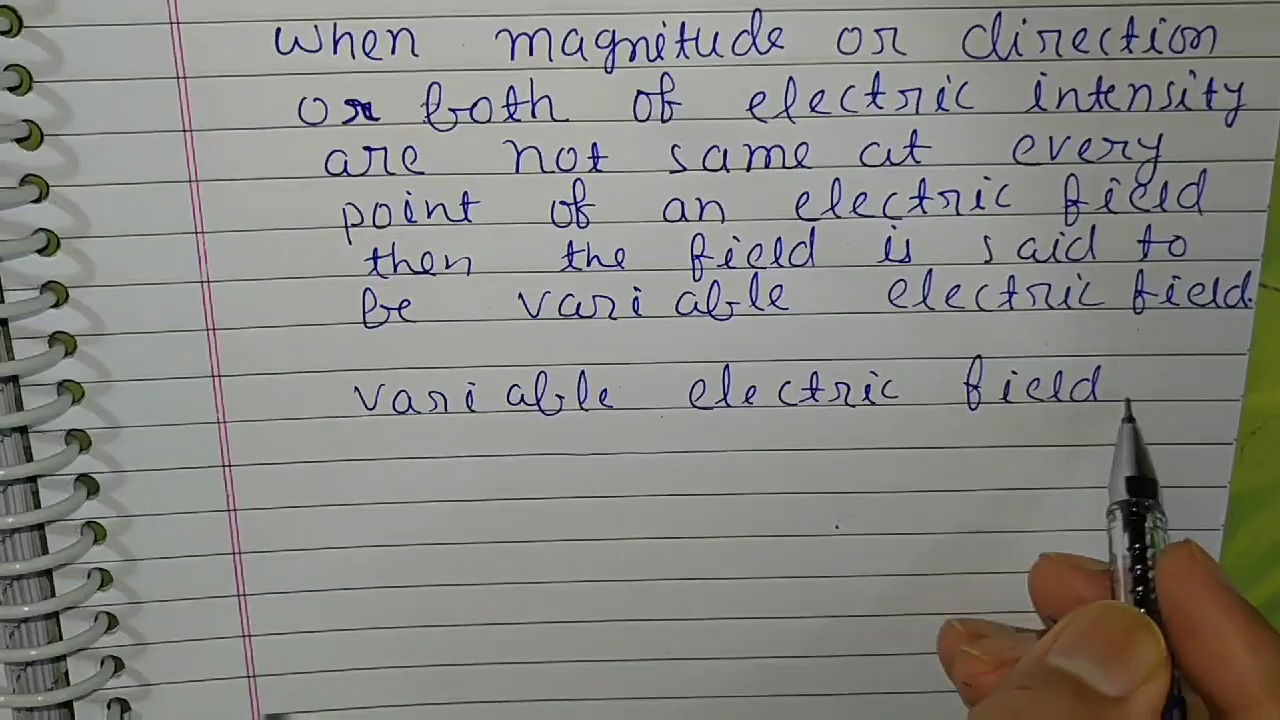 When magnitude or direction
or both of electric intensity
are not same at every
point of an electric field
then the field is said to
be variable electric field.
variable electric field